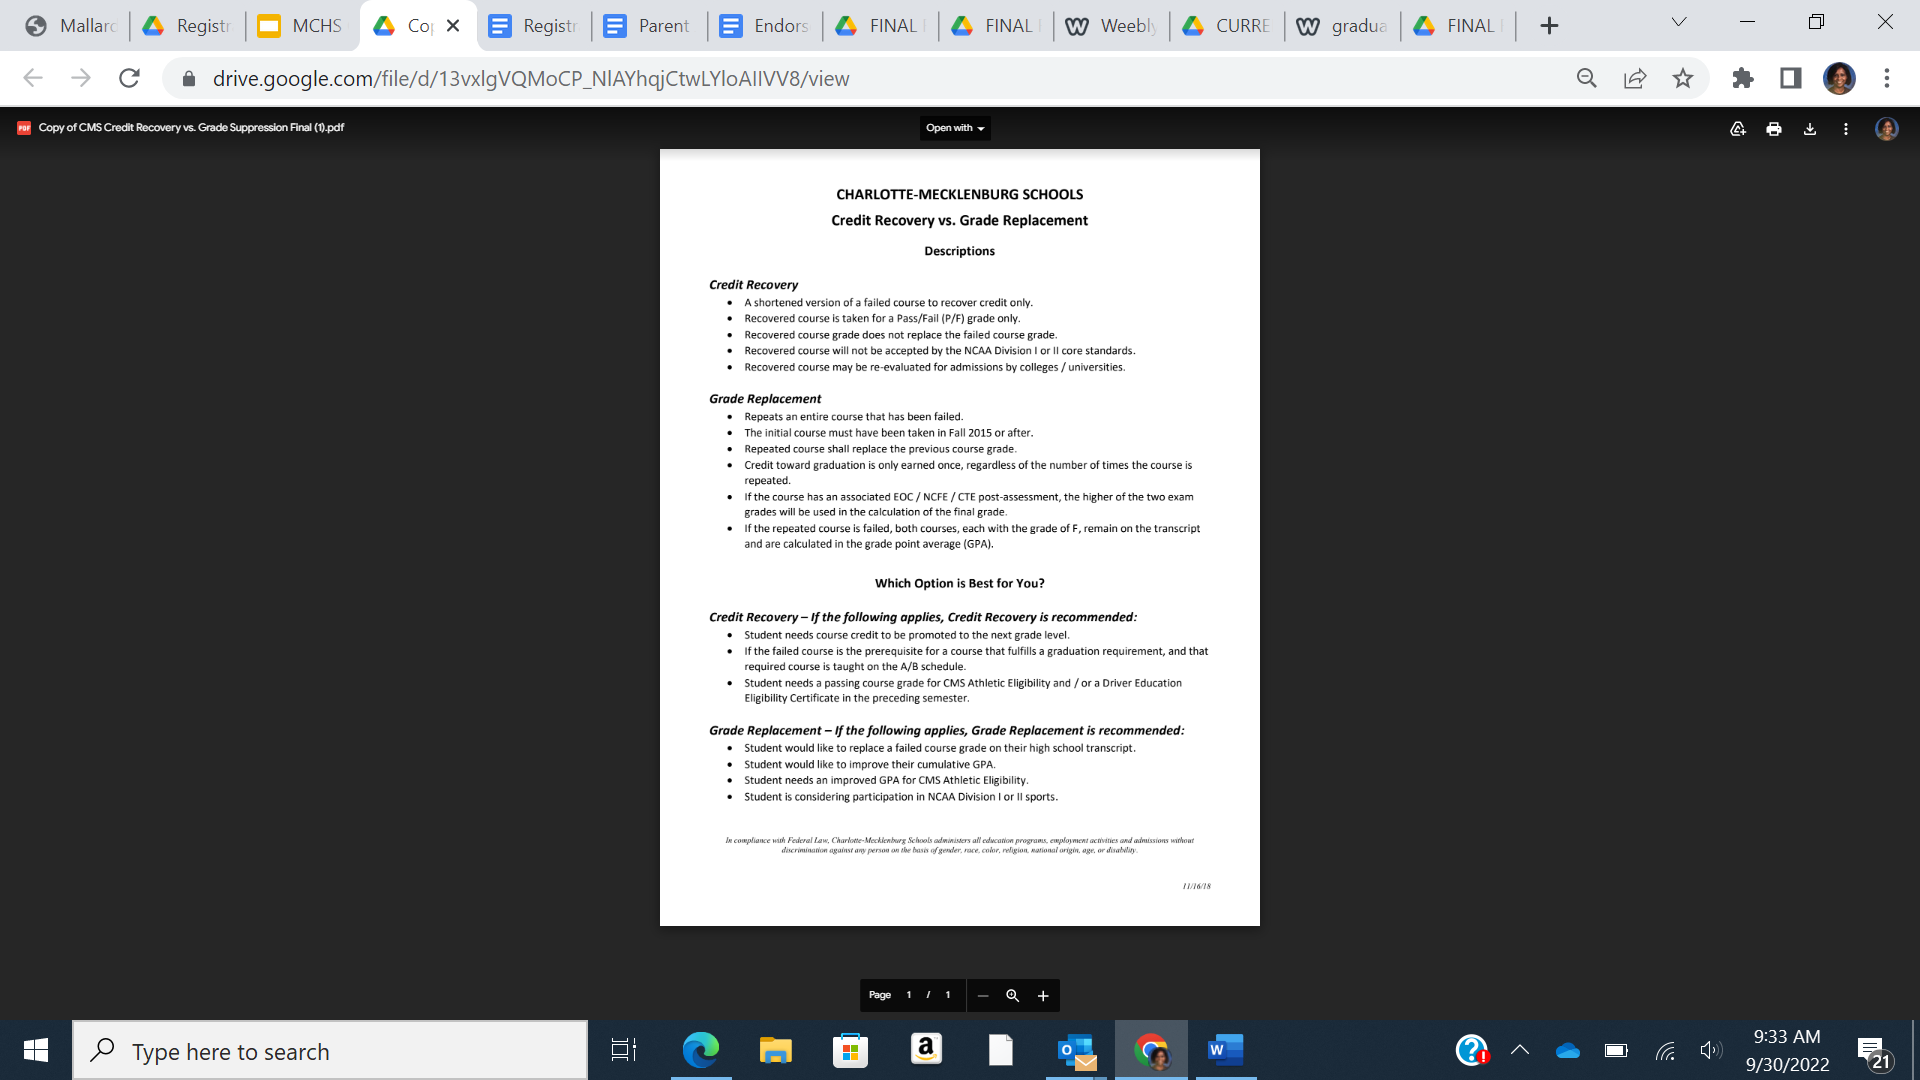 Mallard
Registr
MCHS
Cop
Registr
Parent
Endors
FINAL
FINAL
Weebly
CURRE
gradua
FINAL
drive.google.com/file/d/13vxlgVQMoCP_NlAYhqjCtwLYloAIIVV8/view
PDF
Copy of CMS Credit Recovery vs. Grade Suppression Final (1).pdf
Open with
CHARLOTTE-MECKLENBURG SCHOOLS
Credit Recovery vs. Grade Replacement
Descriptions
Credit Recovery
• A shortened version of a failed course to recover credit only.
• Recovered course is taken for a Pass/Fail (P/F) grade only.
• Recovered course grade does not replace the failed course grade.
• Recovered course will not be accepted by the NCAA Division I or II core standards.
• Recovered course may be re-evaluated for admissions by colleges / universities.
Grade Replacement
• Repeats an entire course that has been failed.
• The initial course must have been taken in Fall 2015 or after.
• Repeated course shall replace the previous course grade.
• Credit toward graduation is only earned once, regardless of the number of times the course is
repeated.
• If the course has an associated EOC / NCFE / CTE post-assessment, the higher of the two exam
grades will be used in the calculation of the final grade.
• If the repeated course is failed, both courses, each with the grade of F, remain on the transcript
and are calculated in the grade point average (GPA).
Which Option is Best for You?
Credit Recovery – If the following applies, Credit Recovery is recommended:
• Student needs course credit to be promoted to the next grade level.
• If the failed course is the prerequisite for a course that fulfills a graduation requirement, and that
required course is taught on the A/B schedule.
• Student needs a passing course grade for CMS Athletic Eligibility and / or a Driver Education
Eligibility Certificate in the preceding semester.
Grade Replacement – If the following applies, Grade Replacement is recommended:
• Student would like to replace a failed course grade on their high school transcript.
• Student would like to improve their cumulative GPA.
• Student needs an improved GPA for CMS Athletic Eligibility.
• Student is considering participation in NCAA Division I or II sports.
In compliance with Federal Law, Charlotte-Mecklenburg Schools administers all education programs, employment activities and admissions without
discrimination against any person on the basis of gender, race, color, religion, national origin, age, or disability.
11/16/18
Page 1 / 1
Type here to search
9:33 AM
9/30/2022
21